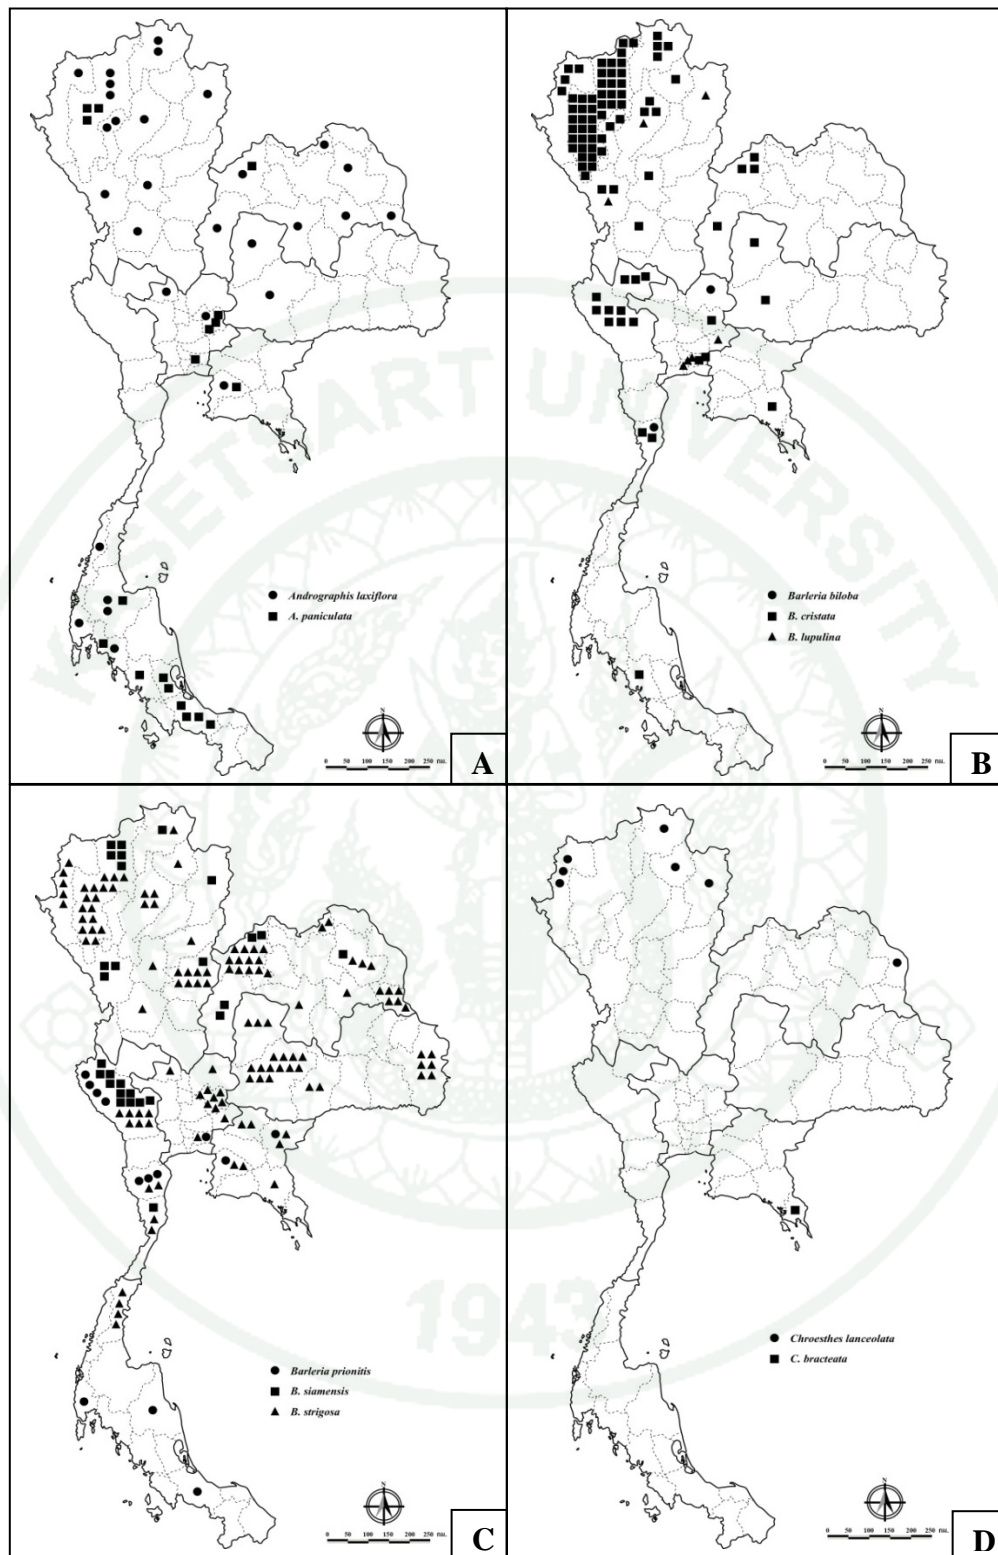 Andrographis laxiflora
A. paniculata
N
0 50 100 150 200 250 กม.
A
Barleria biloba
B. cristata
B. lupulina
N
0 50 100 150 200 250 กม.
B
Barleria prionitis
B. siamensis
B. strigosa
N
0 50 100 150 200 250 กม.
C
Chroesthes lanceolata
C. bracteata
N
0 50 100 150 200 250 กม.
D
KASETSART UNIVERSITY
1943